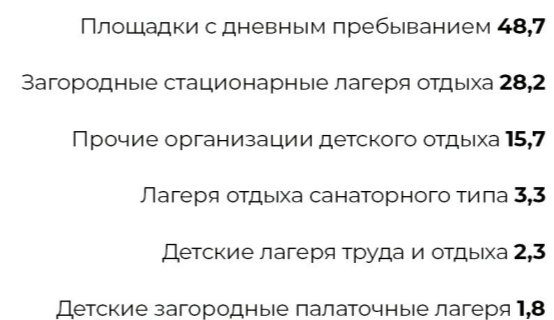 Площадки с дневным пребыванием 48,7
Загородные стационарные лагеря отдыха 28,2
Прочие организации детского отдыха 15,7
Лагеря отдыха санаторного типа 3,3
Детские лагеря труда и отдыха 2,3
Детские загородные палаточные лагеря 1,8